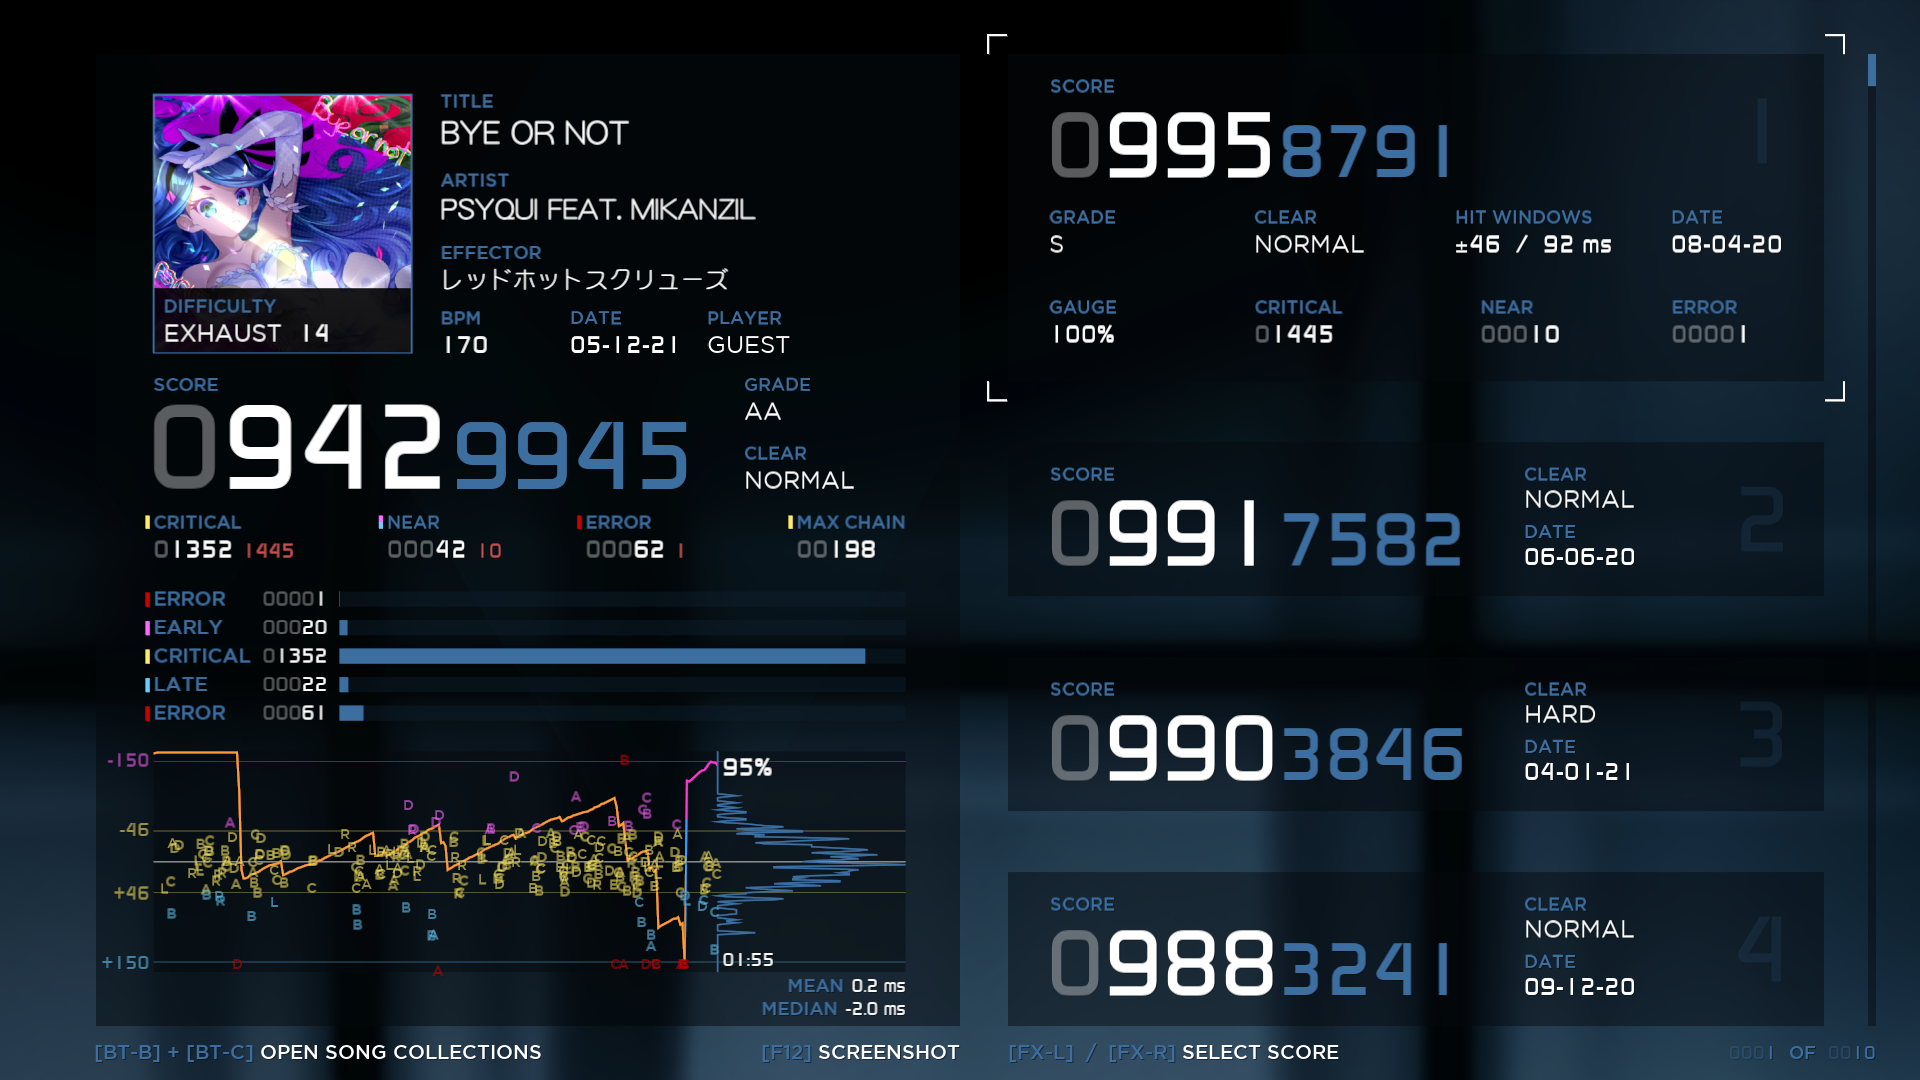 TITLE
BYE OR NOT
ARTIST
PSYQUI FEAT. MIKANZIL
EFFECTOR
レッドホットスクリューズ
DIFFICULTY
EXHAUST 14
BPM DATE PLAYER
170 05-12-21 GUEST
SCORE
09429945
GRADE
AA
CLEAR
NORMAL
CRITICAL NEAR ERROR MAX CHAIN
01352 1445 00042 10 00062 1 00198
ERROR 00001
EARLY 00020
CRITICAL 01352
LATE 00022
ERROR 00061
-150
-46
+46
+150
95%
01:55
MEAN 0.2 ms
MEDIAN -2.0 ms
[BT-B] + [BT-C] OPEN SONG COLLECTIONS
[F12] SCREENSHOT
SCORE
09958791
1
GRADE CLEAR HIT WINDOWS DATE
S NORMAL ±46 / 92 ms 08-04-20
GAUGE CRITICAL NEAR ERROR
100% 01445 00010 00001
SCORE
09917582
CLEAR
NORMAL
DATE
06-06-20
2
SCORE
09903846
CLEAR
HARD
DATE
04-01-21
3
SCORE
09883241
CLEAR
NORMAL
DATE
09-12-20
4
[FX-L] / [FX-R] SELECT SCORE
0001 OF 0010